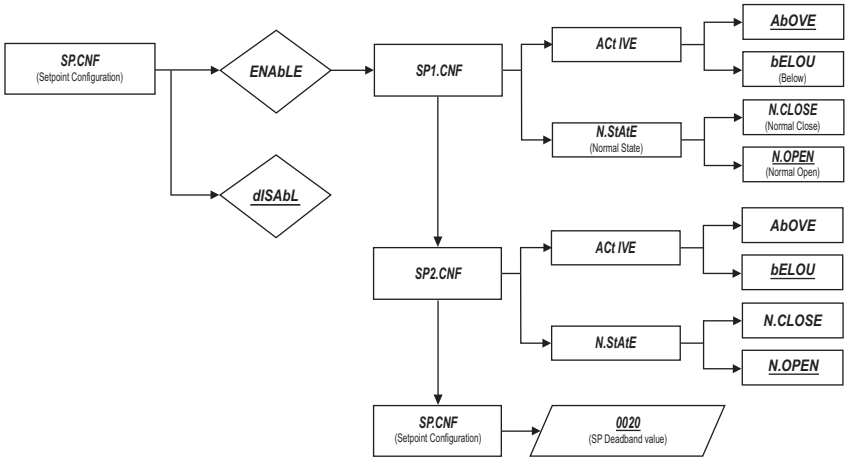 SP.CNF
(Setpoint Configuration)
ENAbLE
dISAbL
SP1.CNF
ACt IVE
AbOVE
bELOU
(Below)
N.StAtE
(Normal State)
N.CLOSE
(Normal Close)
N.OPEN
(Normal Open)
SP2.CNF
ACt IVE
AbOVE
bELOU
N.StAtE
N.CLOSE
N.OPEN
SP.CNF
(Setpoint Configuration)
0020
(SP Deadband value)